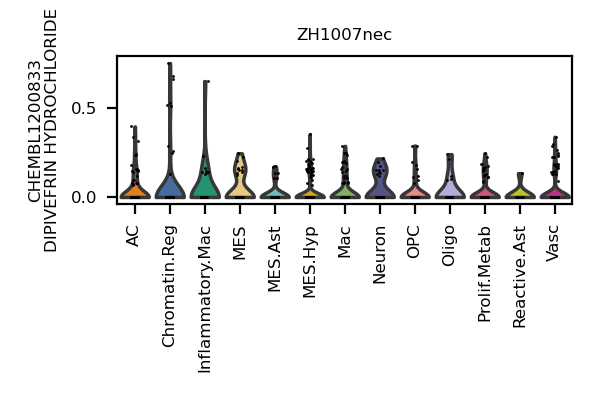 ZH1007nec
CHEMBL1200833
DIPIVEFRIN HYDROCHLORIDE
0.5
0.0
AC
Chromatin.Reg
Inflammatory.Mac
MES
MES.Ast
MES.Hyp
Mac
Neuron
OPC
Oligo
Prolif.Metab
Reactive.Ast
Vasc